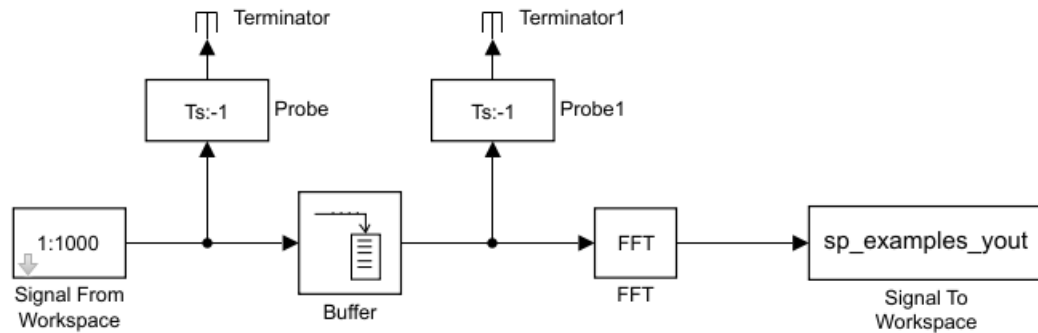 Terminator
Terminator1
Ts:-1
Probe
Ts:-1
Probe1
1:1000
FFT
sp_examples_yout
Signal From
Workspace
Buffer
FFT
Signal To
Workspace